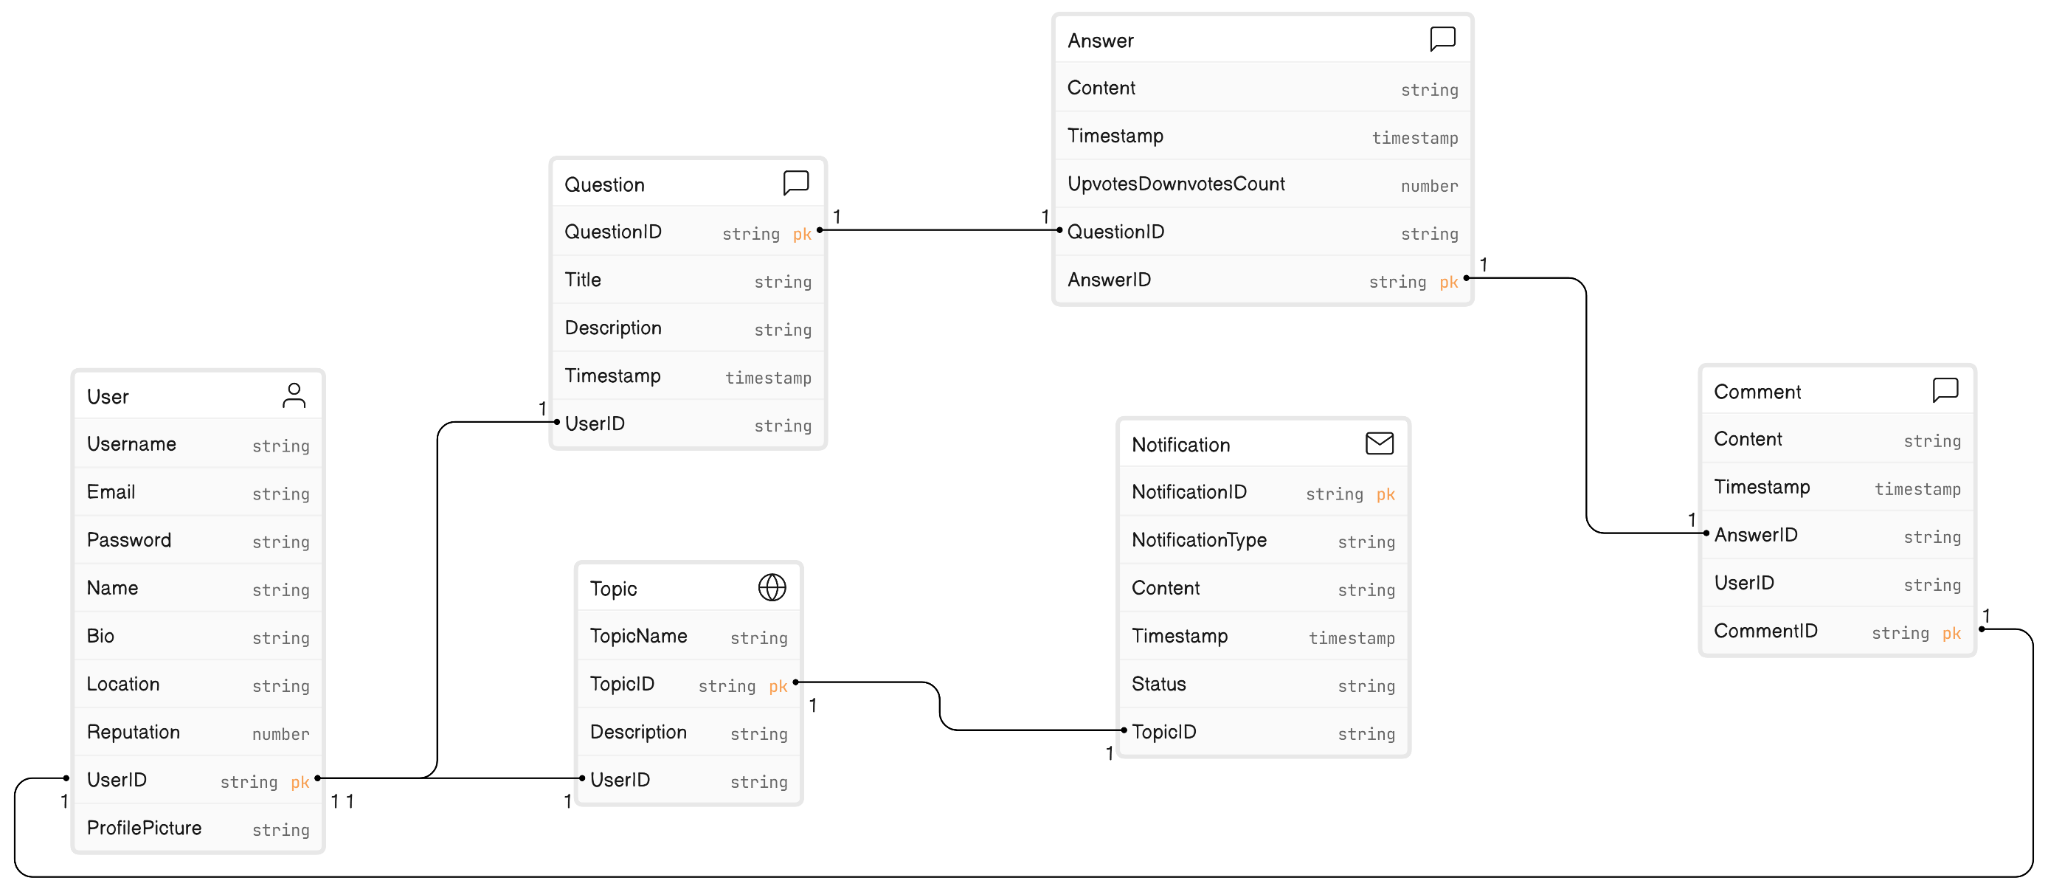 Answer
Content string
Timestamp timestamp
UpvotesDownvotesCount number
1 QuestionID string
AnswerID string pk 1
Question
QuestionID string pk 1
Title string
Description string
Timestamp timestamp
1 UserID string
User
Username string
Email string
Password string
Name string
Bio string
Location string
Reputation number
1 UserID string pk 1 1
ProfilePicture string
Topic
TopicName string
TopicID string pk 1
Description string
1 UserID string
Notification
NotificationID string pk
NotificationType string
Content string
Timestamp timestamp
Status string
1 TopicID string
Comment
Content string
Timestamp timestamp
1 AnswerID string
UserID string
CommentID string pk 1